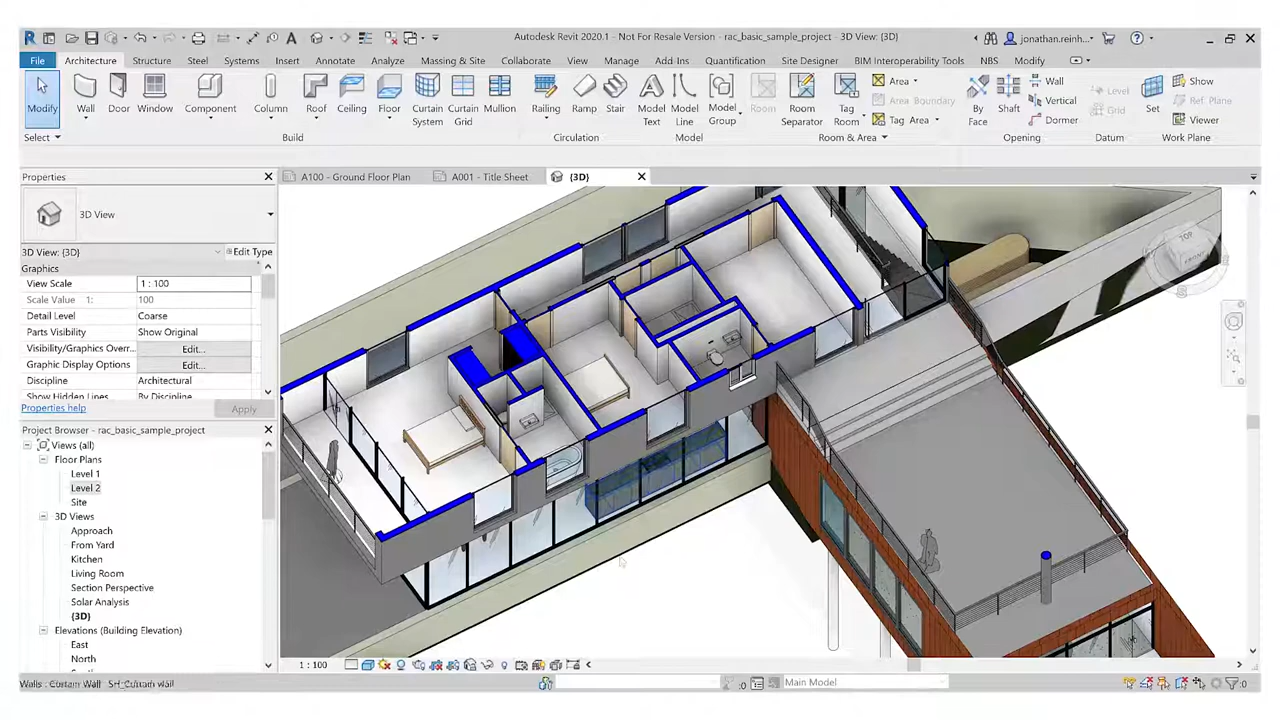 Autodesk Revit 2020.1 - Not For Resale Version - rac_basic_sample_project - 3D View: {3D}
jonathan.reinh...
File Architecture Structure Steel Systems Insert Annotate Analyze Massing & Site Collaborate View Manage Add-Ins Quantification Site Designer BIM Interoperability Tools NBS Modify
Modify Wall Door Window Component Column Roof Ceiling Floor Curtain System Curtain Grid Mullion Railing Ramp Stair Model Text Model Line Model Group Room Room Separator Tag Room
Area
Area Boundary
Tag Area
By Face Shaft
Wall
Vertical
Dormer
Level
Grid
Set
Show
Ref Plane
Viewer
Select Build Circulation Model Room & Area Opening Datum Work Plane
Properties
A100 - Ground Floor Plan A001 - Title Sheet {3D}
3D View
3D View: {3D} Edit Type
Graphics
View Scale 1 : 100
Scale Value 1: 100
Detail Level Coarse
Parts Visibility Show Original
Visibility/Graphics Over... Edit...
Graphic Display Options Edit...
Discipline Architectural
Show Hidden Lines By Discipline
Properties help Apply
Project Browser - rac_basic_sample_project
Views (all)
Floor Plans
Level 1
Level 2
Site
3D Views
Approach
From Yard
Kitchen
Living Room
Section Perspective
Solar Analysis
{3D}
Elevations (Building Elevation)
East
North
TOP
FRONT
S
1 : 100
Walls : Curtain Wall : SH_Curtain wall
:0
Main Model
:0